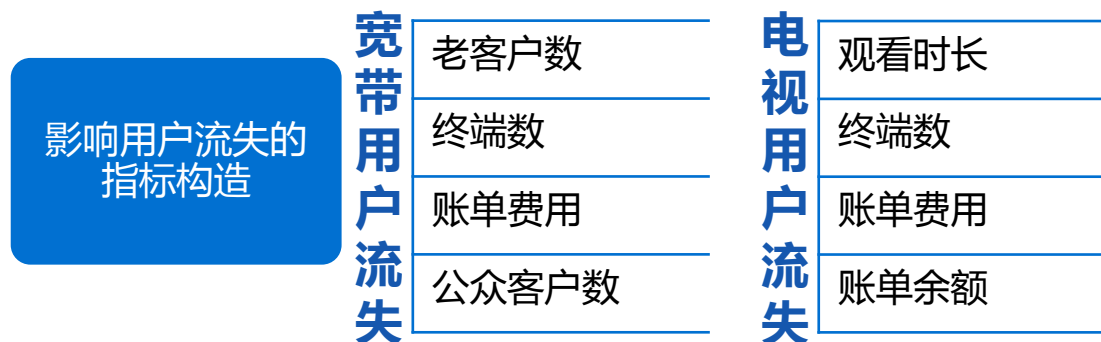 影响用户流失的
指标构造
宽带用户流失
老客户数
终端数
账单费用
公众客户数
电视用户流失
观看时长
终端数
账单费用
账单余额